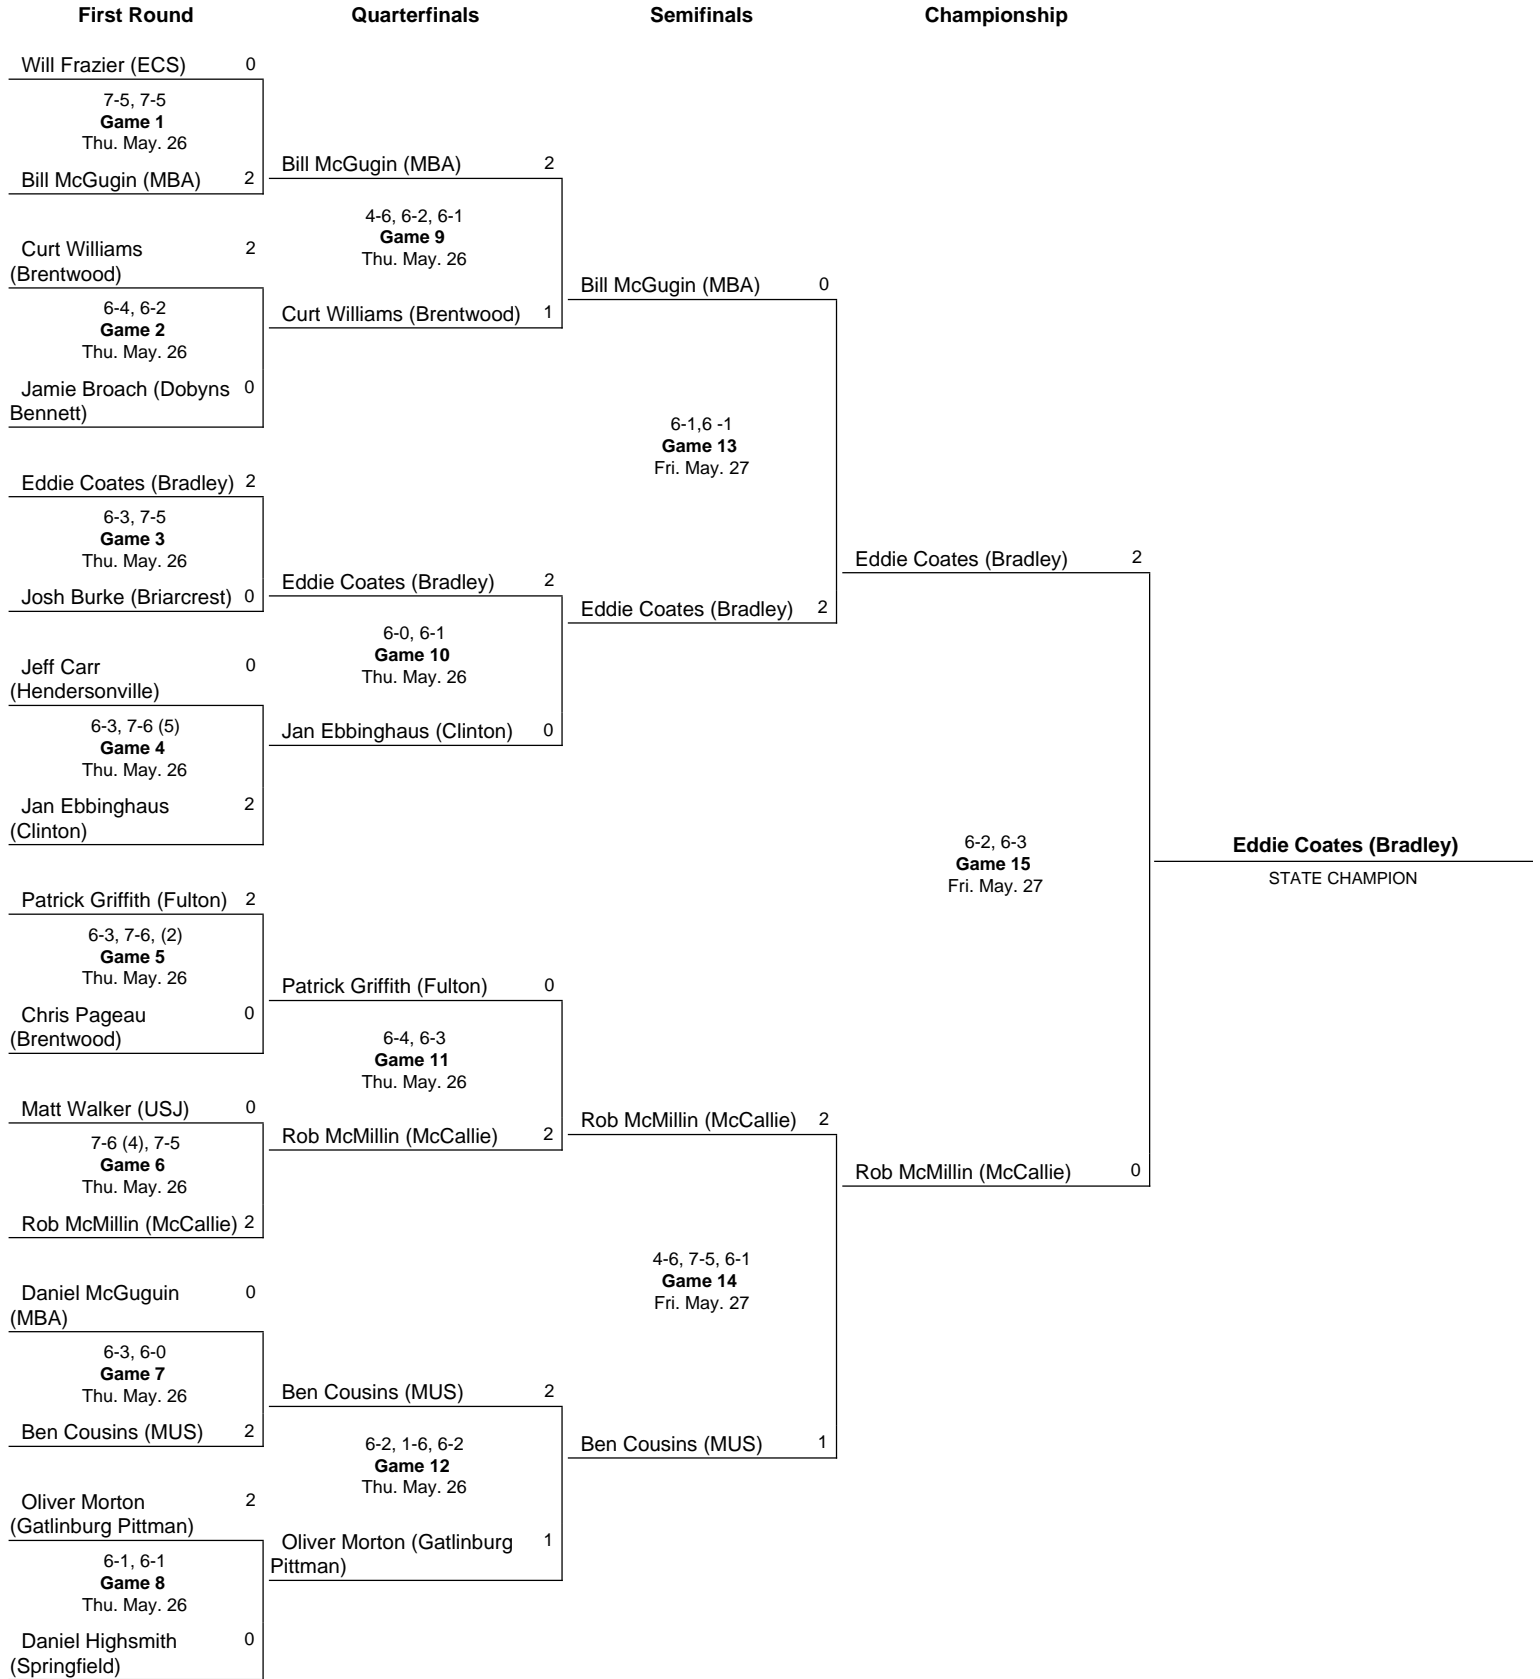 First Round
Quarterfinals
Semifinals
Championship
Will Frazier (ECS) 0
7-5, 7-5
Game 1
Thu. May. 26
Bill McGugin (MBA) 2
Curt Williams 2
(Brentwood)
6-4, 6-2
Game 2
Thu. May. 26
Jamie Broach (Dobyns 0
Bennett)
Eddie Coates (Bradley) 2
6-3, 7-5
Game 3
Thu. May. 26
Josh Burke (Briarcrest) 0
Jeff Carr 0
(Hendersonville)
6-3, 7-6 (5)
Game 4
Thu. May. 26
Jan Ebbinghaus 2
(Clinton)
Patrick Griffith (Fulton) 2
6-3, 7-6, (2)
Game 5
Thu. May. 26
Chris Pageau 0
(Brentwood)
Matt Walker (USJ) 0
7-6 (4), 7-5
Game 6
Thu. May. 26
Rob McMillin (McCallie) 2
Daniel McGuguin 0
(MBA)
6-3, 6-0
Game 7
Thu. May. 26
Ben Cousins (MUS) 2
Oliver Morton 2
(Gatlinburg Pittman)
6-1, 6-1
Game 8
Thu. May. 26
Daniel Highsmith 0
(Springfield)
Bill McGugin (MBA) 2
4-6, 6-2, 6-1
Game 9
Thu. May. 26
Curt Williams (Brentwood) 1
Eddie Coates (Bradley) 2
6-0, 6-1
Game 10
Thu. May. 26
Jan Ebbinghaus (Clinton) 0
Patrick Griffith (Fulton) 0
6-4, 6-3
Game 11
Thu. May. 26
Rob McMillin (McCallie) 2
Ben Cousins (MUS) 2
6-2, 1-6, 6-2
Game 12
Thu. May. 26
Oliver Morton (Gatlinburg 1
Pittman)
Bill McGugin (MBA) 0
6-1,6 -1
Game 13
Fri. May. 27
Eddie Coates (Bradley) 2
Rob McMillin (McCallie) 2
4-6, 7-5, 6-1
Game 14
Fri. May. 27
Ben Cousins (MUS) 1
Eddie Coates (Bradley) 2
6-2, 6-3
Game 15
Fri. May. 27
Rob McMillin (McCallie) 0
Eddie Coates (Bradley)
STATE CHAMPION